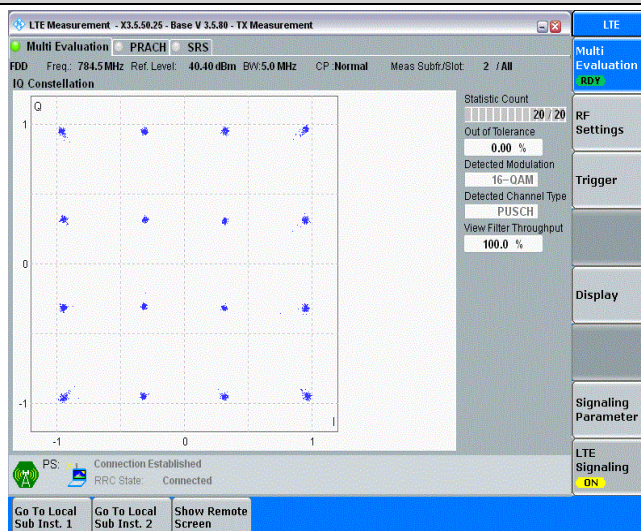 LTE Measurement - X3.5.50.25 - Base V 3.5.80 - TX Measurement
LTE
Multi Evaluation PRACH SRS
FDD Freq.: 784.5 MHz Ref. Level: 40.40 dBm BW:5.0 MHz CP :Normal Meas Subfr./Slot: 2 / All
IQ Constellation
Q
1
0
-1
-1 0 1
I
Statistic Count
20 / 20
Out of Tolerance
0.00 %
Detected Modulation
16-QAM
Detected Channel Type
PUSCH
View Filter Throughput
100.0 %
Multi
Evaluation
RDY
RF
Settings
Trigger
Display
Signaling
Parameter
LTE
Signaling
ON
PS: Connection Established
RRC State: Connected
Go To Local
Sub Inst. 1
Go To Local
Sub Inst. 2
Show Remote
Screen